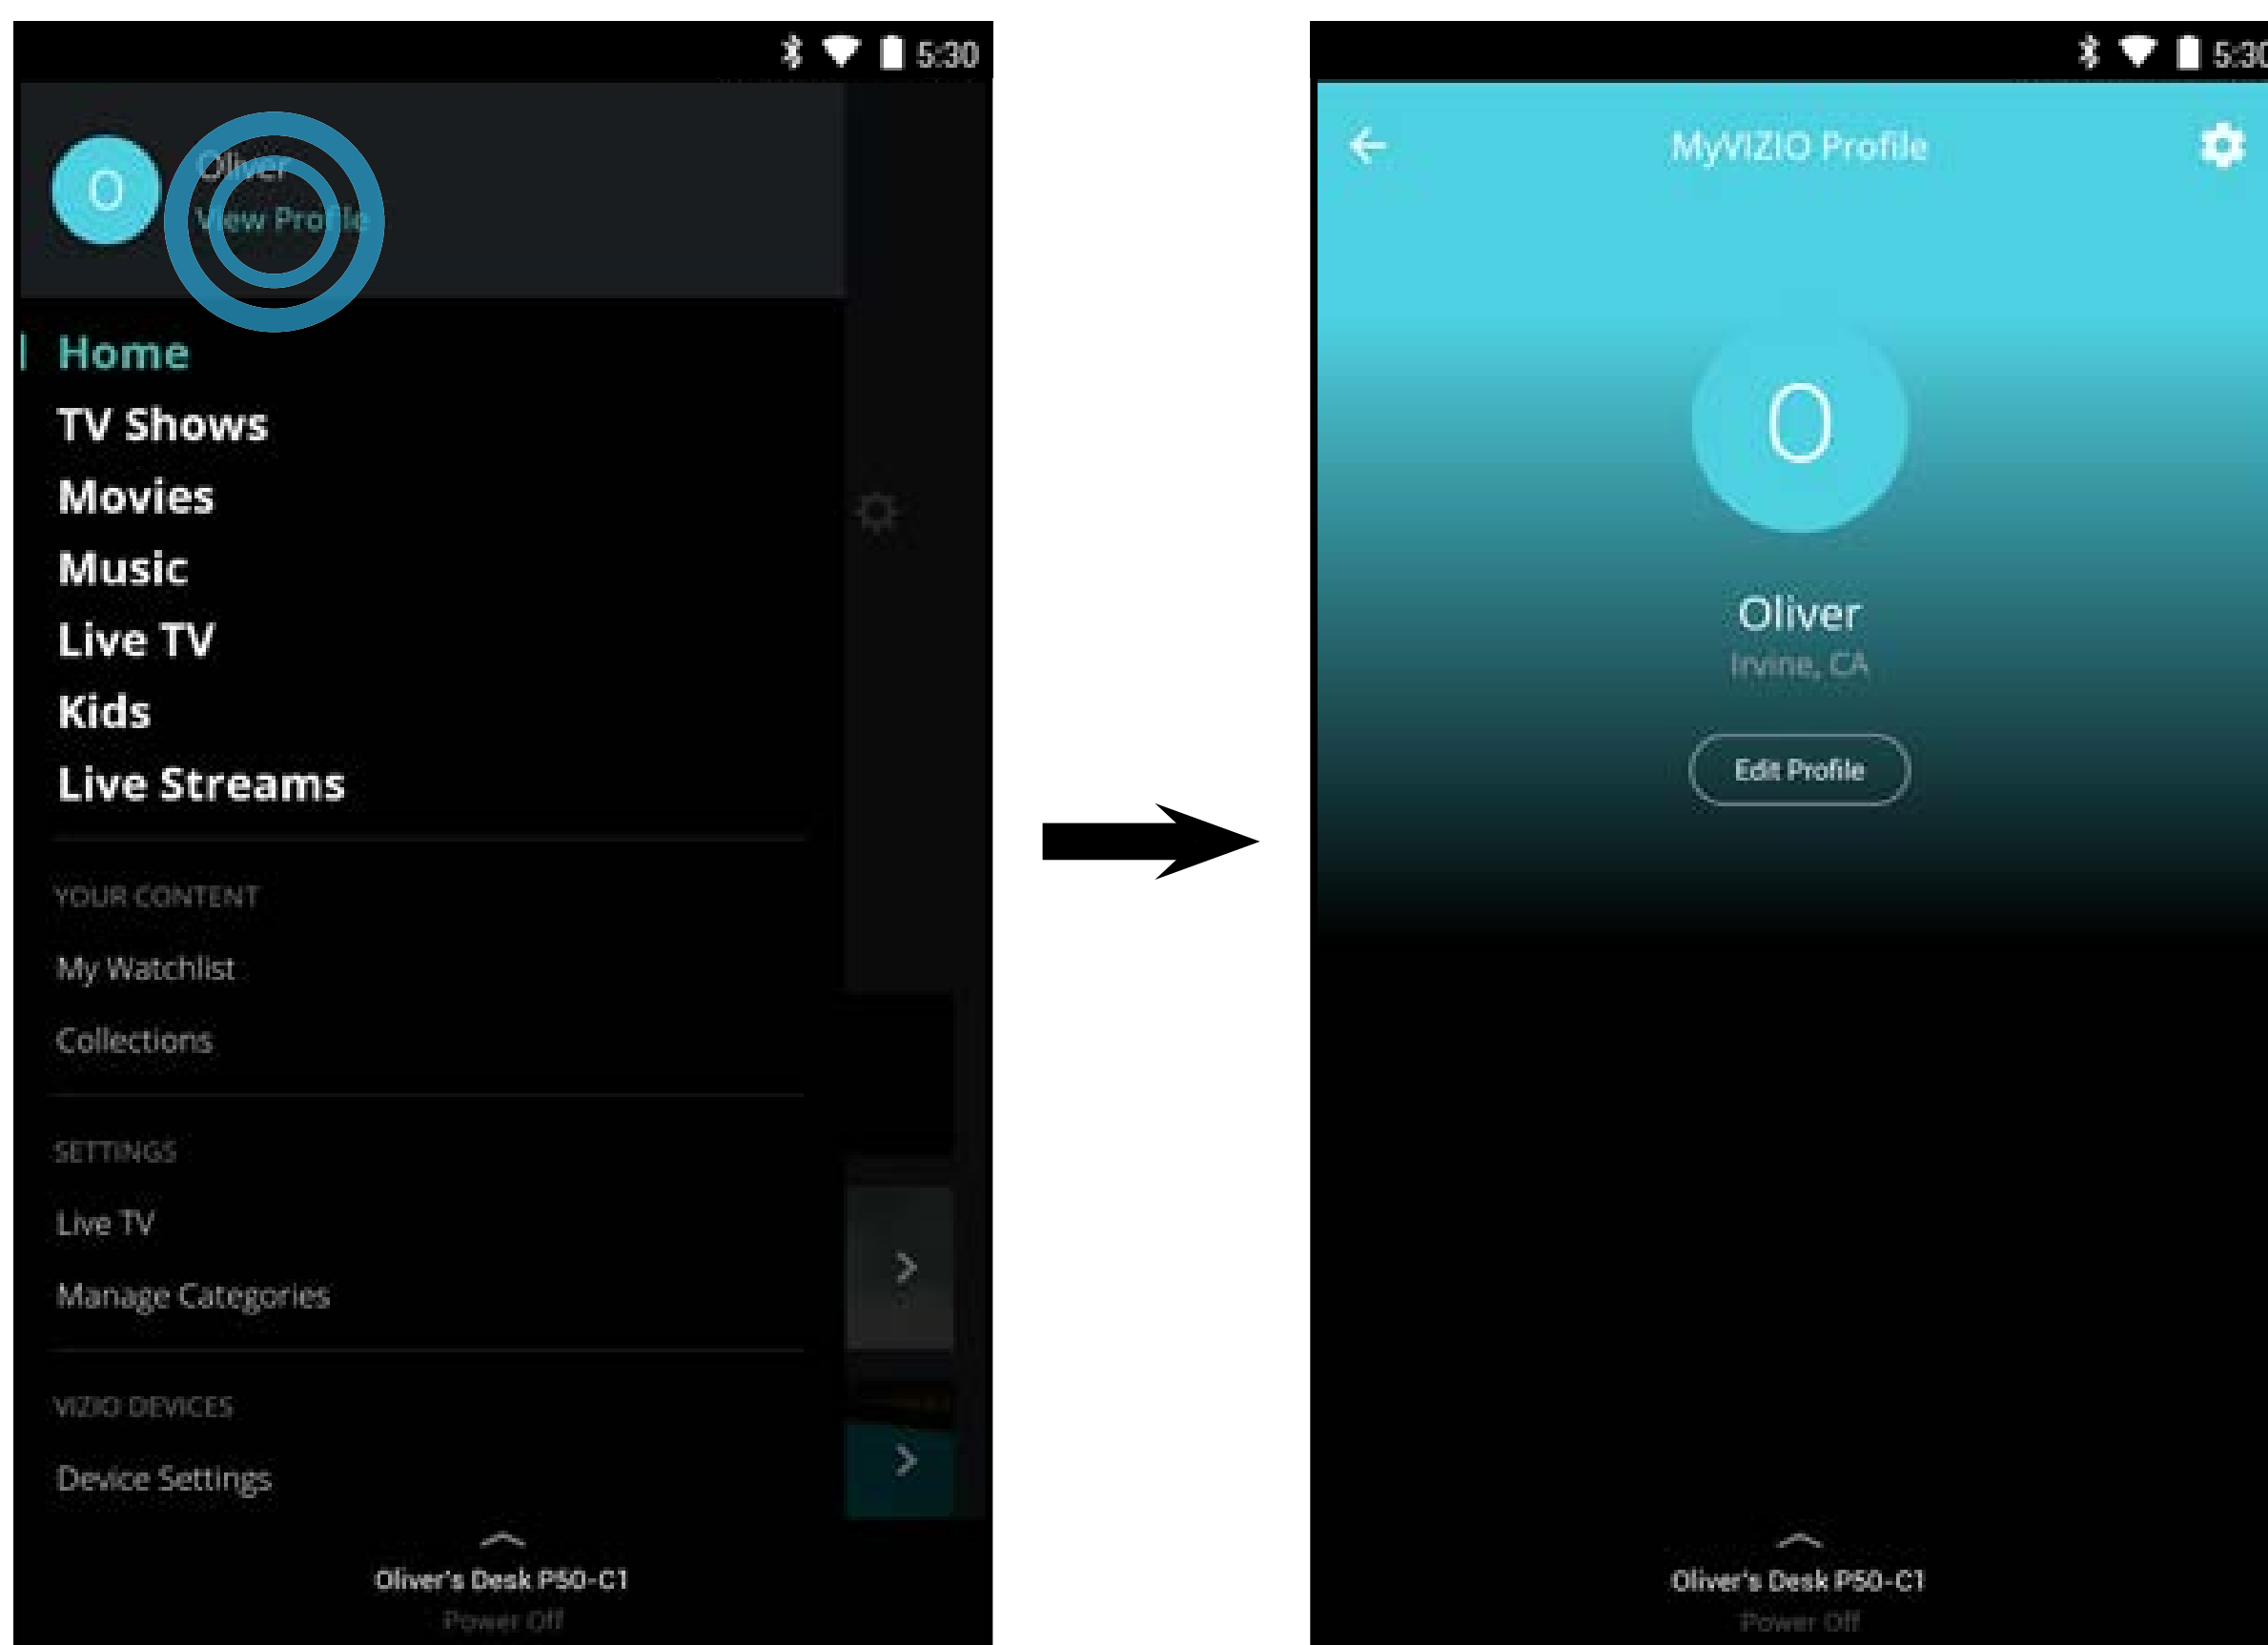 5:30
O
Oliver
View Profile
Home
TV Shows
Movies
Music
Live TV
Kids
Live Streams
YOUR CONTENT
My Watchlist
Collections
SETTINGS
Live TV
Manage Categories
VIZIO DEVICES
Device Settings
Oliver's Desk P50-C1
Power Off
5:30
MyVIZIO Profile
O
Oliver
Irvine, CA
Edit Profile
Oliver's Desk P50-C1
Power Off